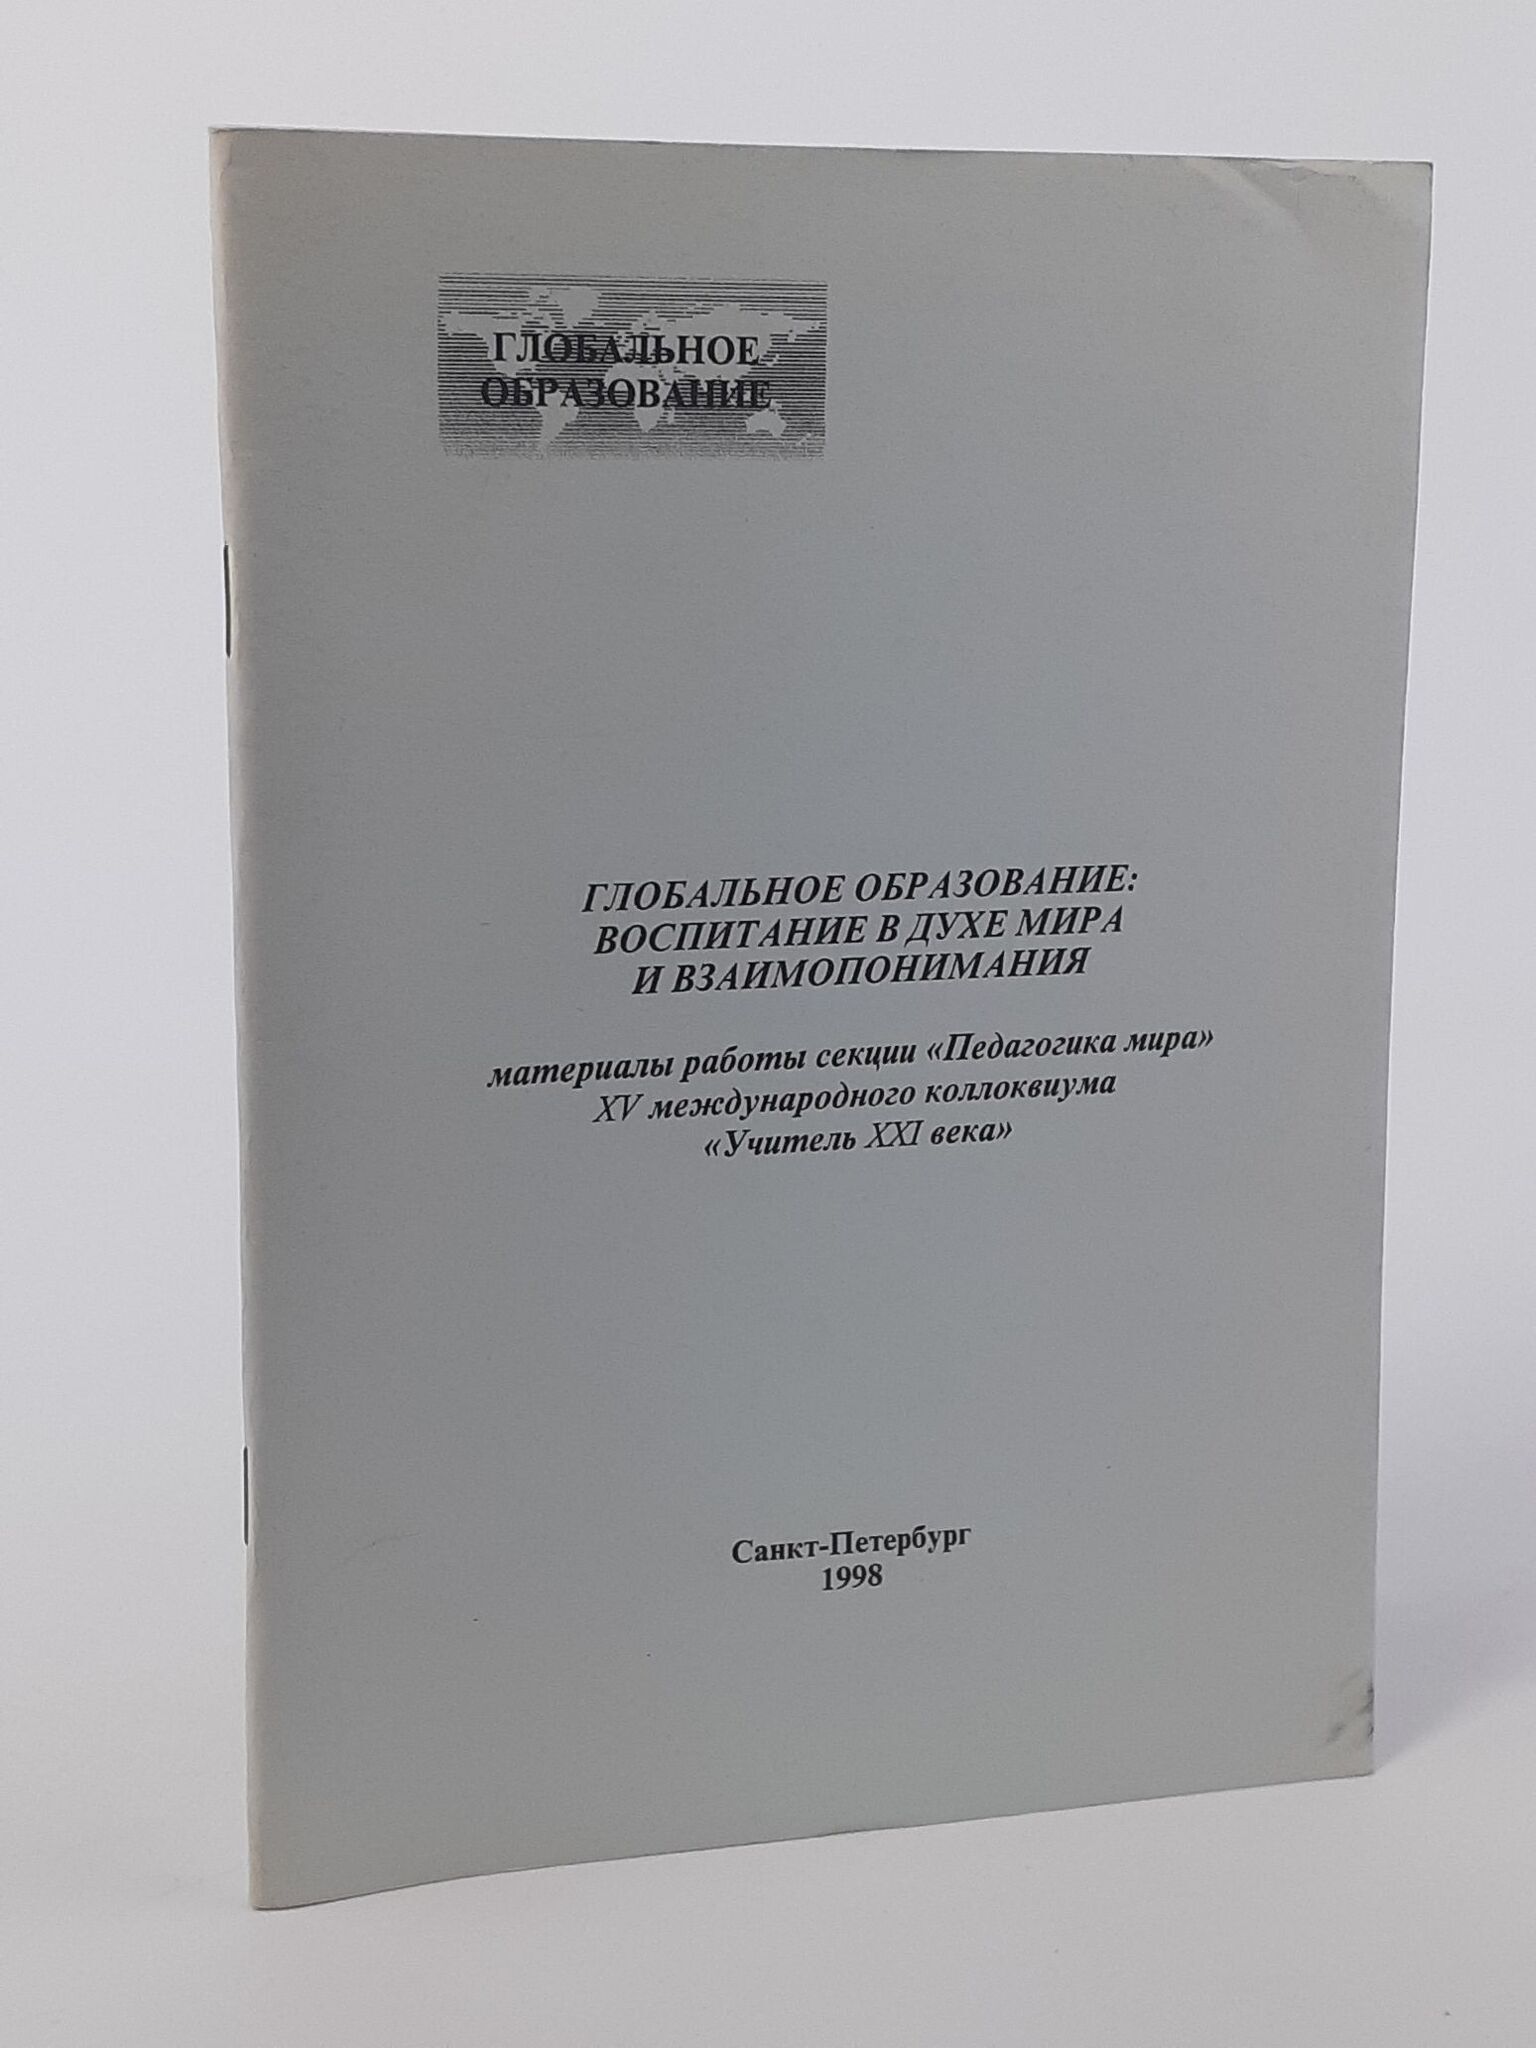 ГЛОБАЛЬНОЕ
ОБРАЗОВАНИЕ
ГЛОБАЛЬНОЕ ОБРАЗОВАНИЕ:
ВОСПИТАНИЕ В ДУХЕ МИРА
И ВЗАИМОПОНИМАНИЯ
материалы работы секции «Педагогика мира»
XV международного коллоквиума
«Учитель XXI века»
Санкт-Петербург
1998